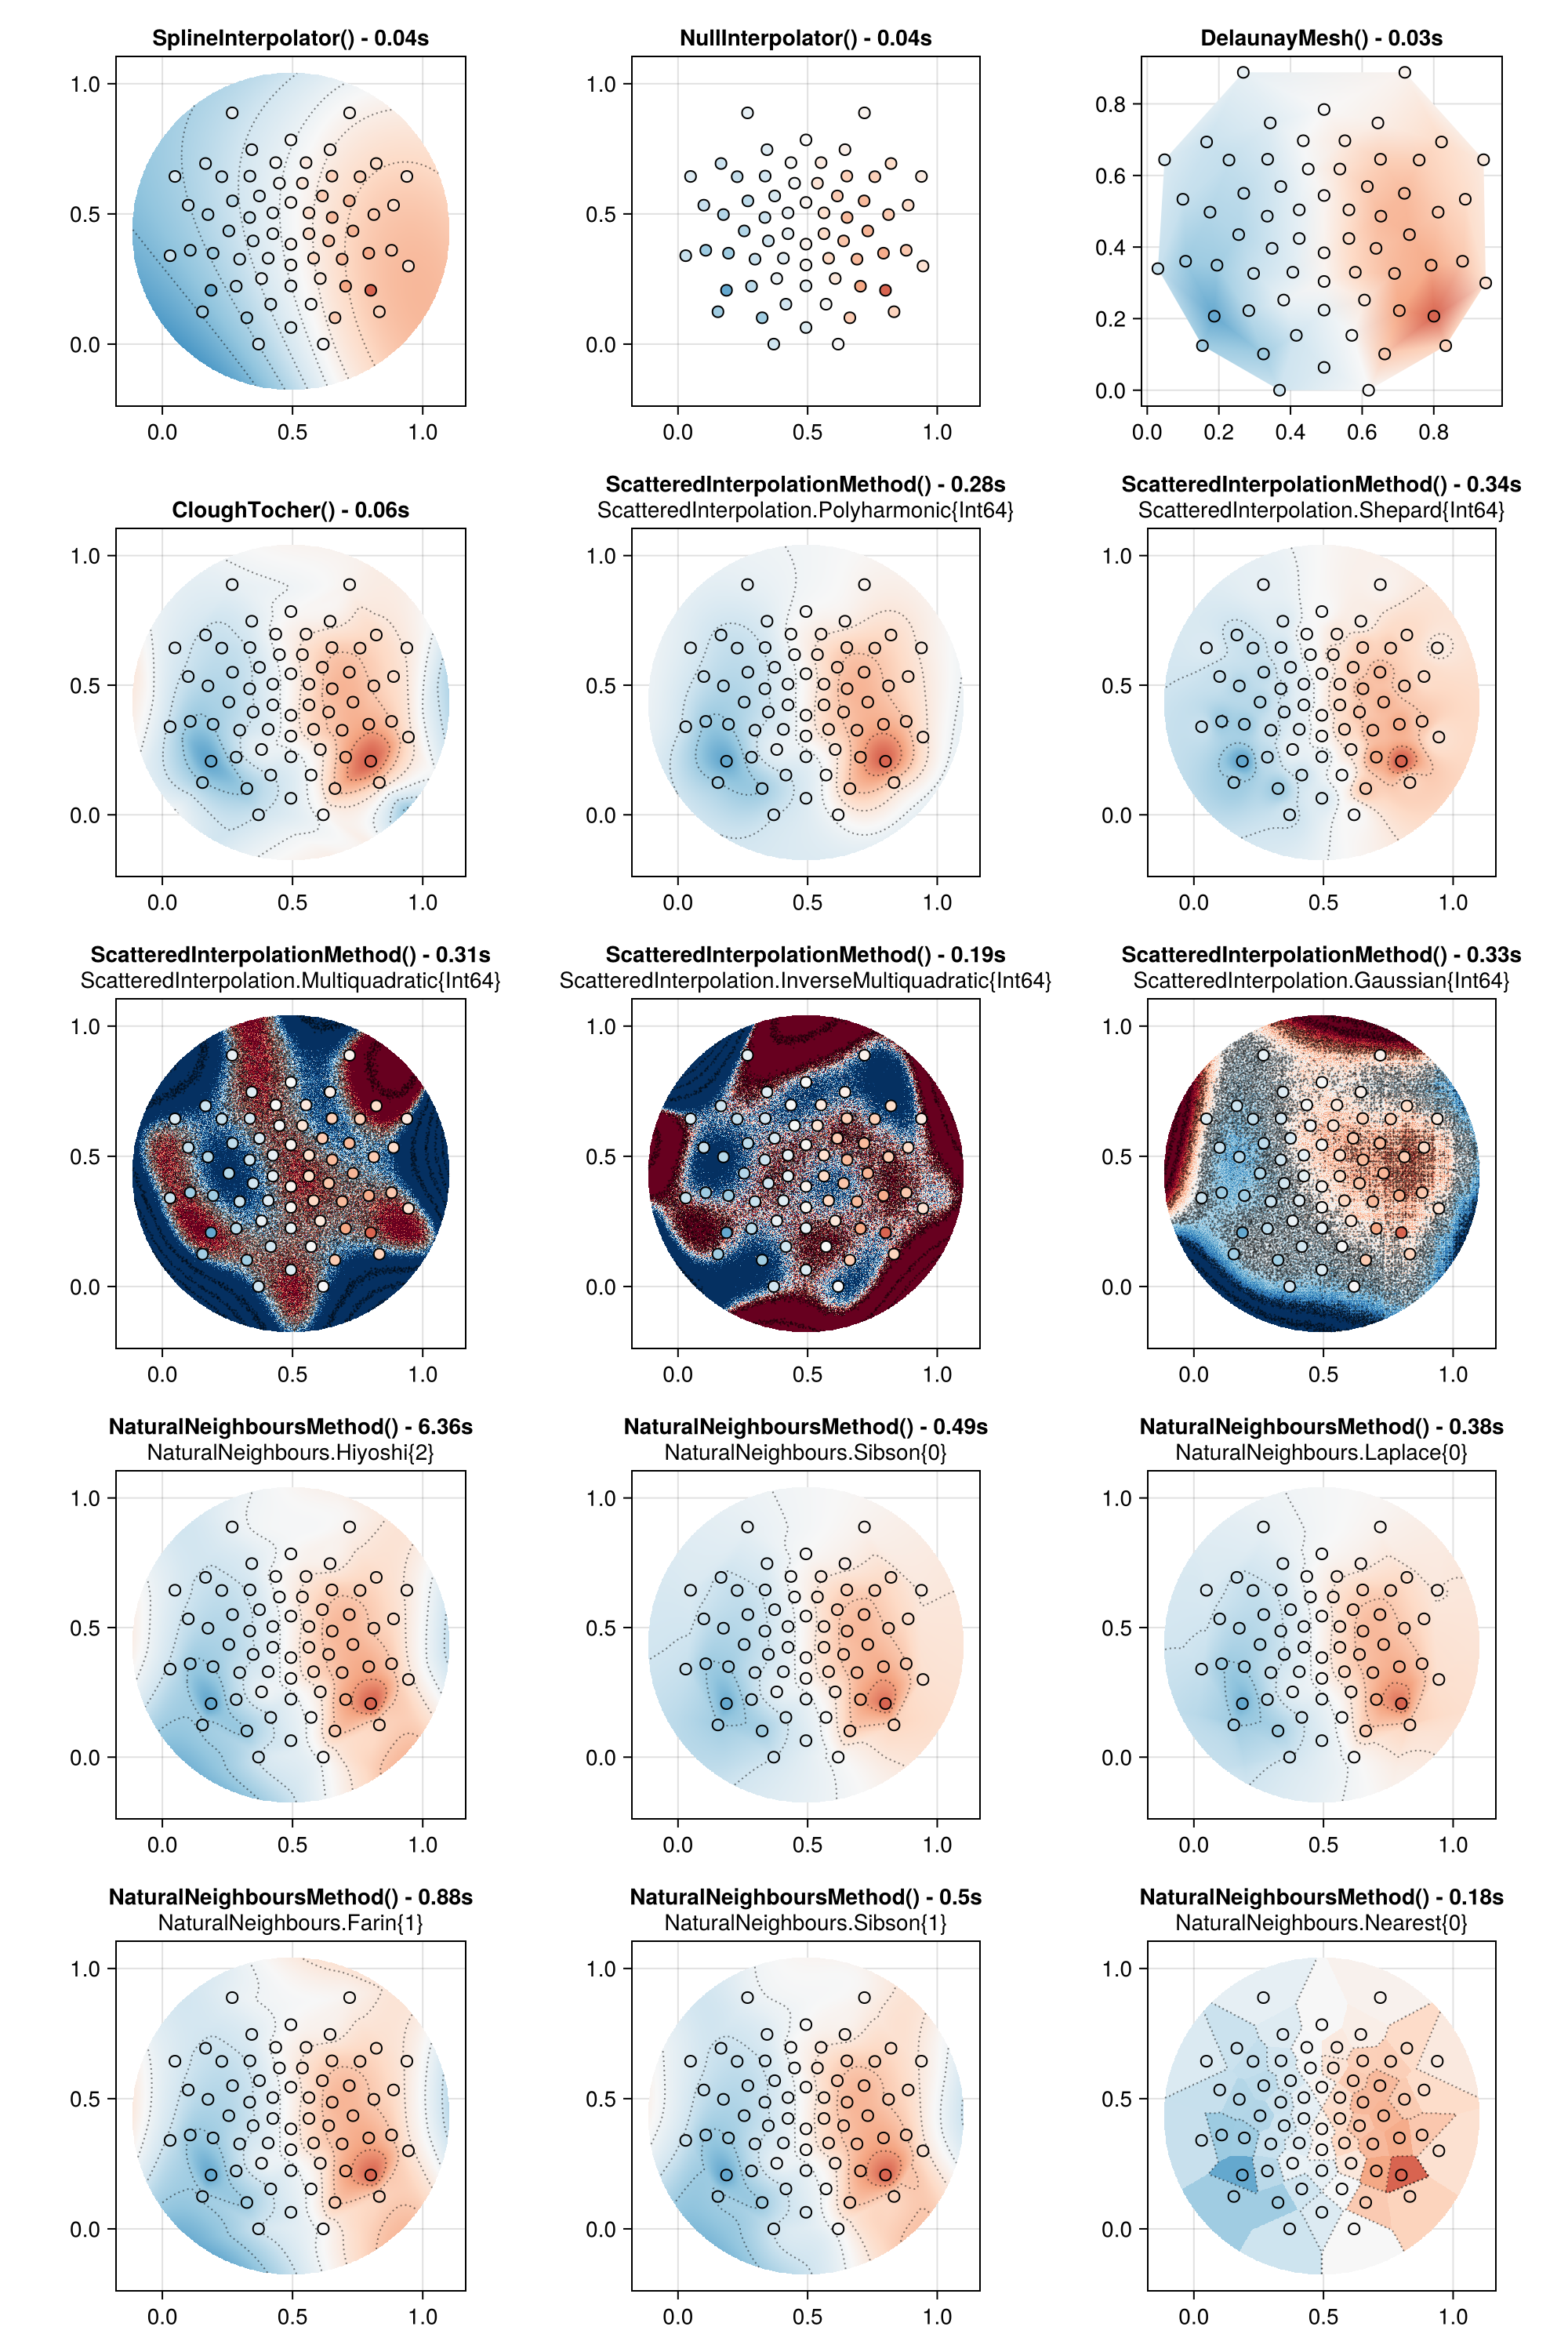 SplineInterpolator() - 0.04s
1.0
0.5
0.0
0.0 0.5 1.0
NullInterpolator() - 0.04s
1.0
0.5
0.0
0.0 0.5 1.0
DelaunayMesh() - 0.03s
0.8
0.6
0.4
0.2
0.0
0.0 0.2 0.4 0.6 0.8
CloughTocher() - 0.06s
1.0
0.5
0.0
0.0 0.5 1.0
ScatteredInterpolationMethod() - 0.28s
ScatteredInterpolation.Polyharmonic{Int64}
1.0
0.5
0.0
0.0 0.5 1.0
ScatteredInterpolationMethod() - 0.34s
ScatteredInterpolation.Shepard{Int64}
1.0
0.5
0.0
0.0 0.5 1.0
ScatteredInterpolationMethod() - 0.31s
ScatteredInterpolation.Multiquadratic{Int64}
1.0
0.5
0.0
0.0 0.5 1.0
ScatteredInterpolationMethod() - 0.19s
ScatteredInterpolation.InverseMultiquadratic{Int64}
1.0
0.5
0.0
0.0 0.5 1.0
ScatteredInterpolationMethod() - 0.33s
ScatteredInterpolation.Gaussian{Int64}
1.0
0.5
0.0
0.0 0.5 1.0
NaturalNeighboursMethod() - 6.36s
NaturalNeighbours.Hiyoshi{2}
1.0
0.5
0.0
0.0 0.5 1.0
NaturalNeighboursMethod() - 0.49s
NaturalNeighbours.Sibson{0}
1.0
0.5
0.0
0.0 0.5 1.0
NaturalNeighboursMethod() - 0.38s
NaturalNeighbours.Laplace{0}
1.0
0.5
0.0
0.0 0.5 1.0
NaturalNeighboursMethod() - 0.88s
NaturalNeighbours.Farin{1}
1.0
0.5
0.0
0.0 0.5 1.0
NaturalNeighboursMethod() - 0.5s
NaturalNeighbours.Sibson{1}
1.0
0.5
0.0
0.0 0.5 1.0
NaturalNeighboursMethod() - 0.18s
NaturalNeighbours.Nearest{0}
1.0
0.5
0.0
0.0 0.5 1.0